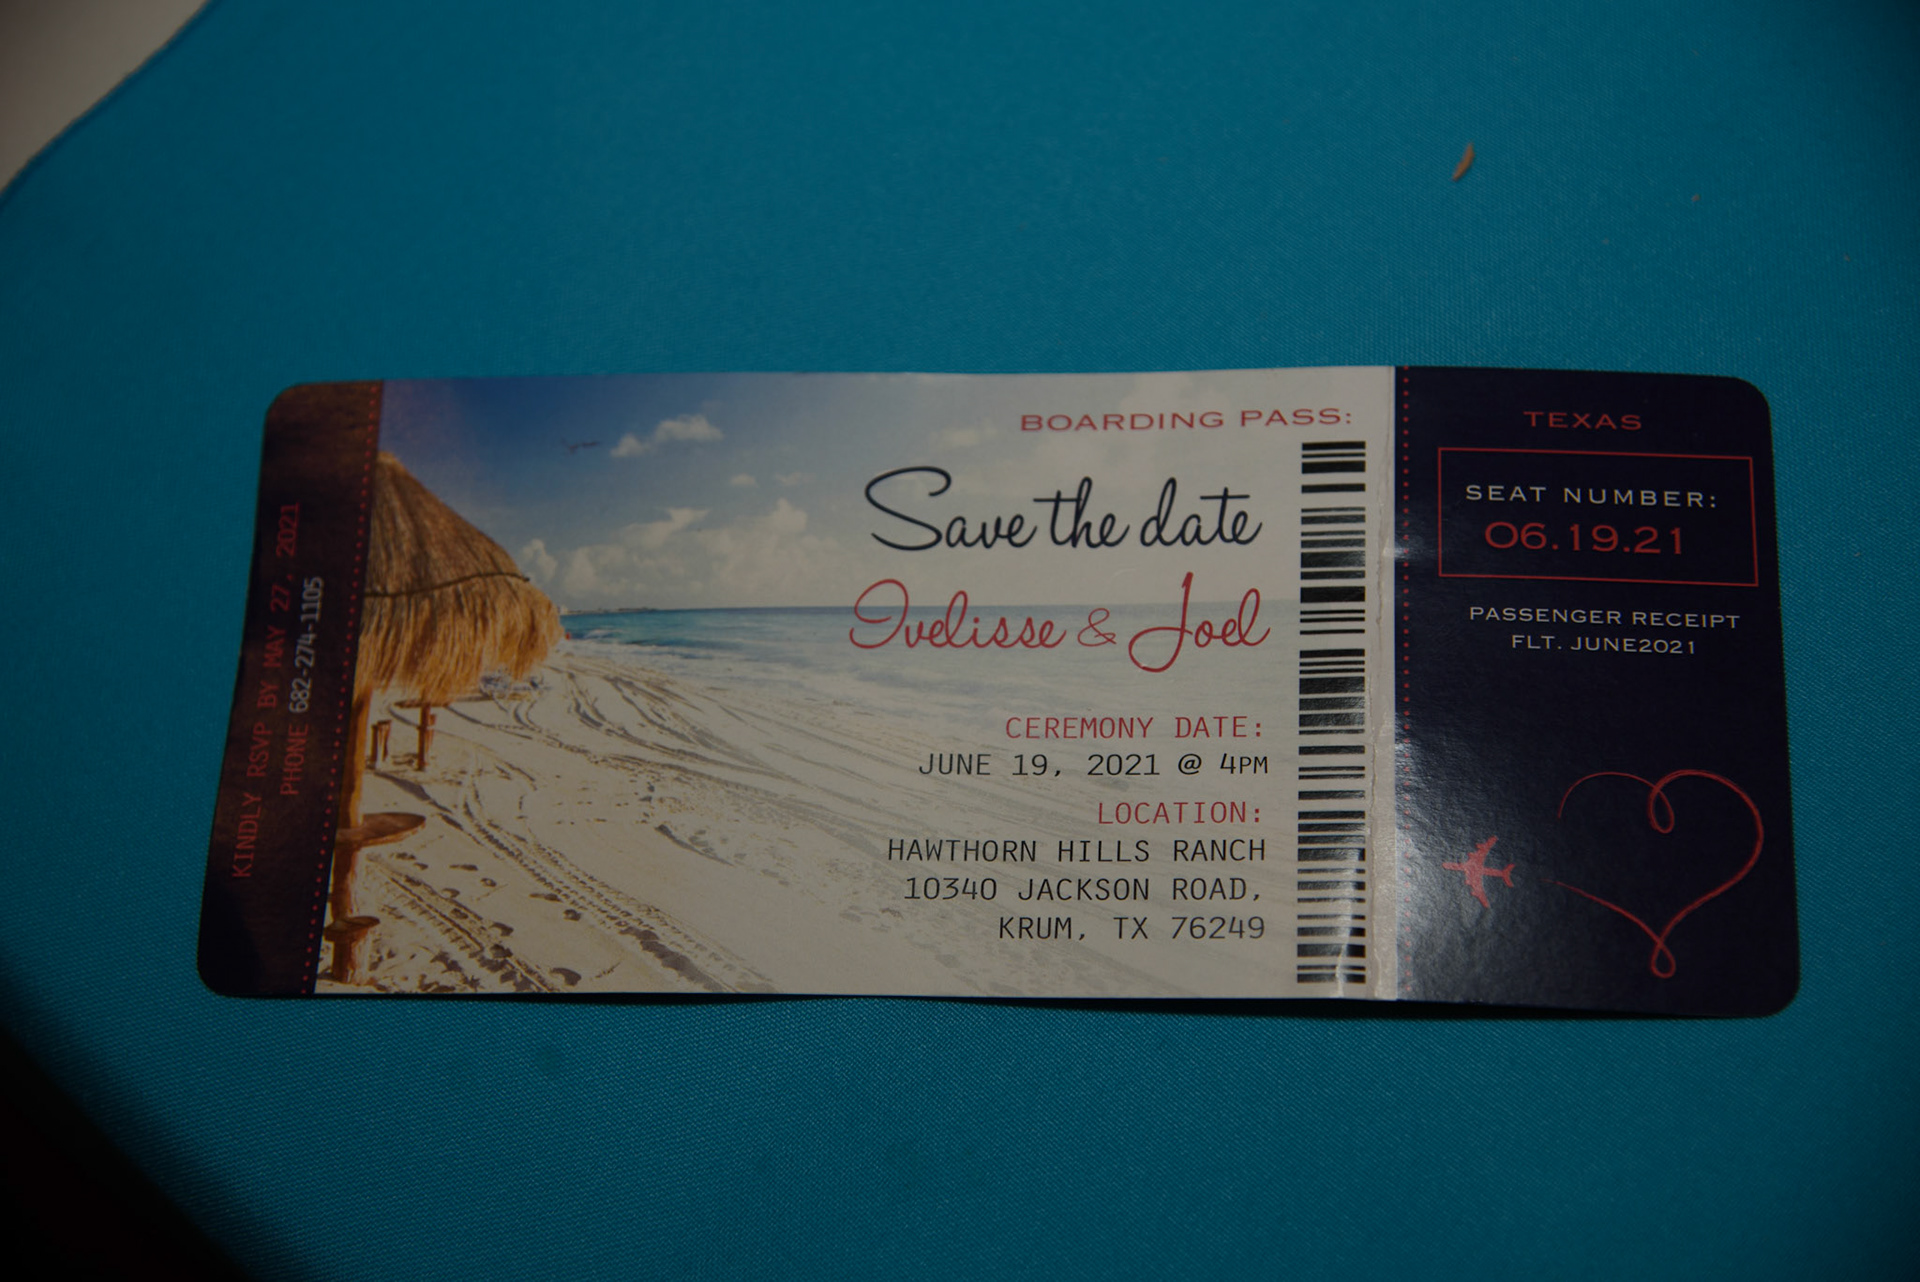 KINDLY RSVP BY MAY 27, 2021
PHONE 682-274-1105
BOARDING PASS:
Save the date
Ivelisse & Joel
CEREMONY DATE:
JUNE 19, 2021 @ 4PM
LOCATION:
HAWTHORN HILLS RANCH
10340 JACKSON ROAD,
KRUM, TX 76249
TEXAS
SEAT NUMBER:
06.19.21
PASSENGER RECEIPT
FLT. JUNE2021